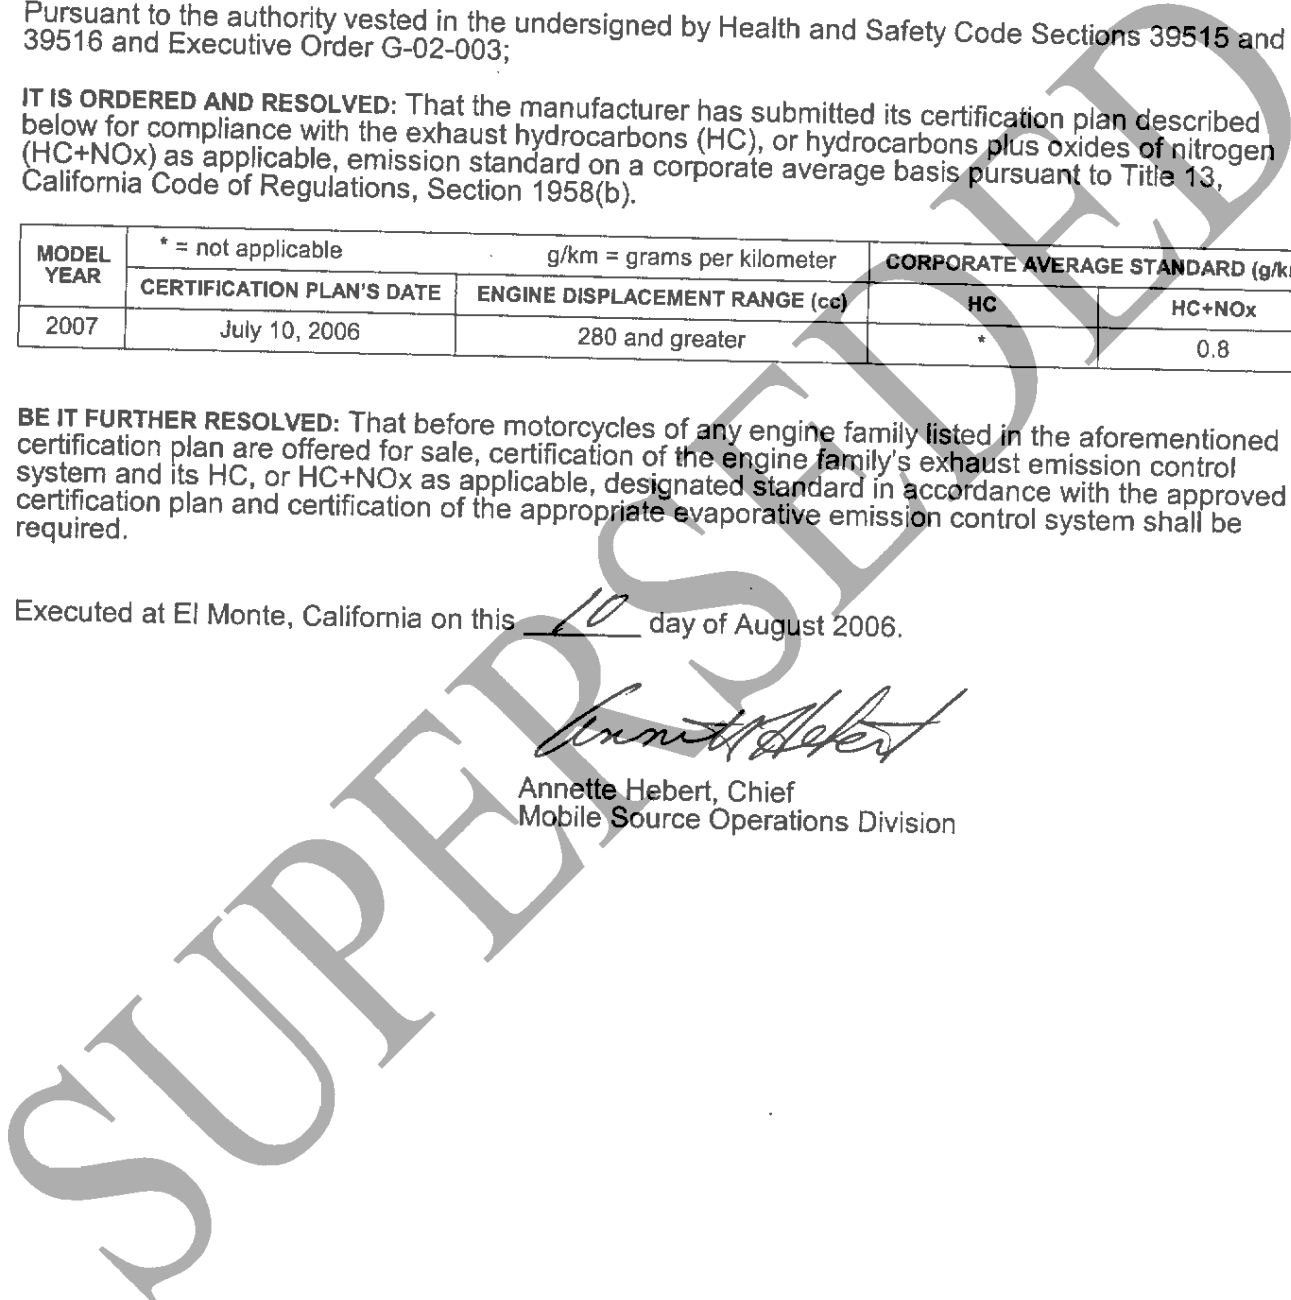 Pursuant to the authority vested in the undersigned by Health and Safety Code Sections 39515 and
39516 and Executive Order G-02-003;
IT IS ORDERED AND RESOLVED: That the manufacturer has submitted its certification plan described
below for compliance with the exhaust hydrocarbons (HC), or hydrocarbons plus oxides of nitrogen
(HC+NOx) as applicable, emission standard on a corporate average basis pursuant to Title 13,
California Code of Regulations, Section 1958(b).
MODEL YEAR
* = not applicable g/km = grams per kilometer
CORPORATE AVERAGE STANDARD (g/k
CERTIFICATION PLAN'S DATE ENGINE DISPLACEMENT RANGE (cc) HC HC+NOx
2007 July 10, 2006 280 and greater * 0.8
BE IT FURTHER RESOLVED: That before motorcycles of any engine family listed in the aforementioned
certification plan are offered for sale, certification of the engine family's exhaust emission control
system and its HC, or HC+NOx as applicable, designated standard in accordance with the approved
certification plan and certification of the appropriate evaporative emission control system shall be
required.
Executed at El Monte, California on this 10 day of August 2006.
Annette Hebert
Annette Hebert, Chief
Mobile Source Operations Division
SUPERSEDED